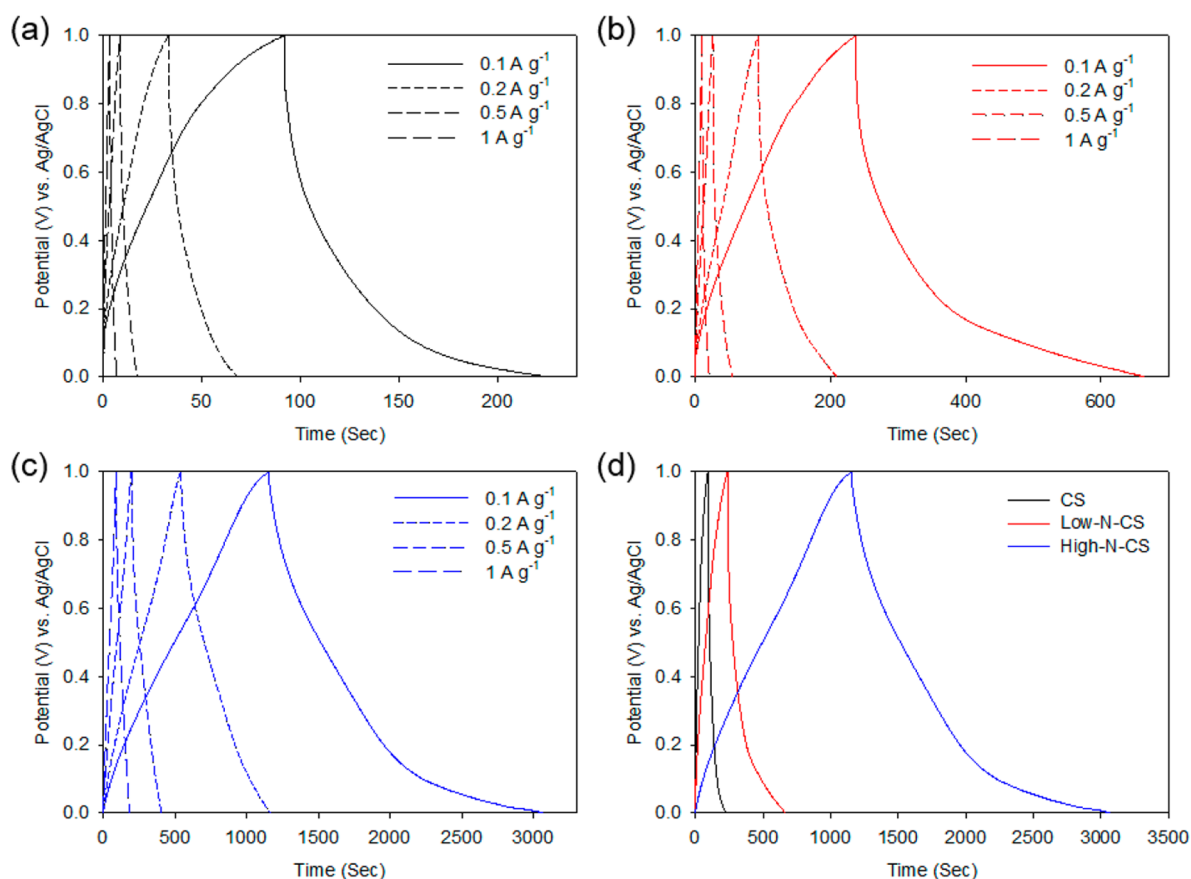 (a)
Potential (V) vs. Ag/AgCl
1.0
0.8
0.6
0.4
0.2
0.0
0.1 A g⁻¹
0.2 A g⁻¹
0.5 A g⁻¹
1 A g⁻¹
0 50 100 150 200
Time (Sec)
(b)
Potential (V) vs. Ag/AgCl
1.0
0.8
0.6
0.4
0.2
0.0
0.1 A g⁻¹
0.2 A g⁻¹
0.5 A g⁻¹
1 A g⁻¹
0 200 400 600
Time (Sec)
(c)
Potential (V) vs. Ag/AgCl
1.0
0.8
0.6
0.4
0.2
0.0
0.1 A g⁻¹
0.2 A g⁻¹
0.5 A g⁻¹
1 A g⁻¹
0 500 1000 1500 2000 2500 3000
Time (Sec)
(d)
Potential (V) vs. Ag/AgCl
1.0
0.8
0.6
0.4
0.2
0.0
CS
Low-N-CS
High-N-CS
0 500 1000 1500 2000 2500 3000 3500
Time (Sec)